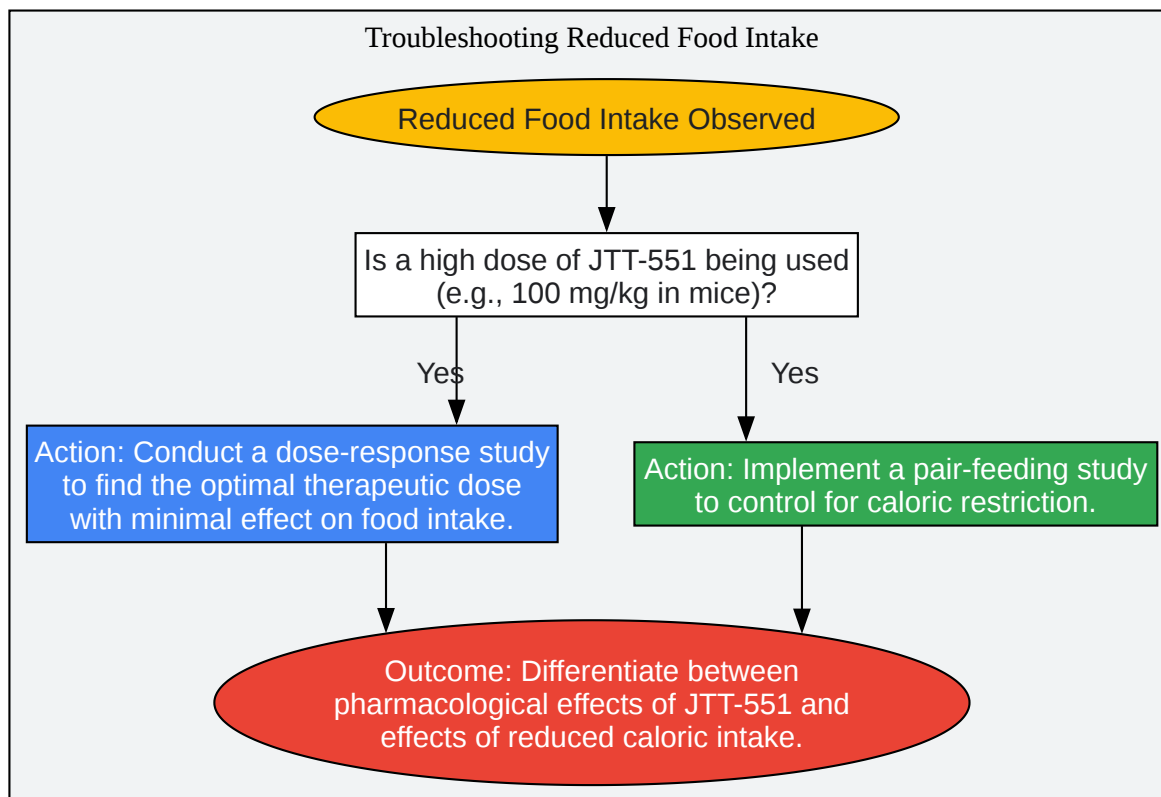 Troubleshooting Reduced Food Intake
Reduced Food Intake Observed
Is a high dose of JTT-551 being used
(e.g., 100 mg/kg in mice)?
Yes
Yes
Action: Conduct a dose-response study
to find the optimal therapeutic dose
with minimal effect on food intake.
Action: Implement a pair-feeding study
to control for caloric restriction.
Outcome: Differentiate between
pharmacological effects of JTT-551 and
effects of reduced caloric intake.